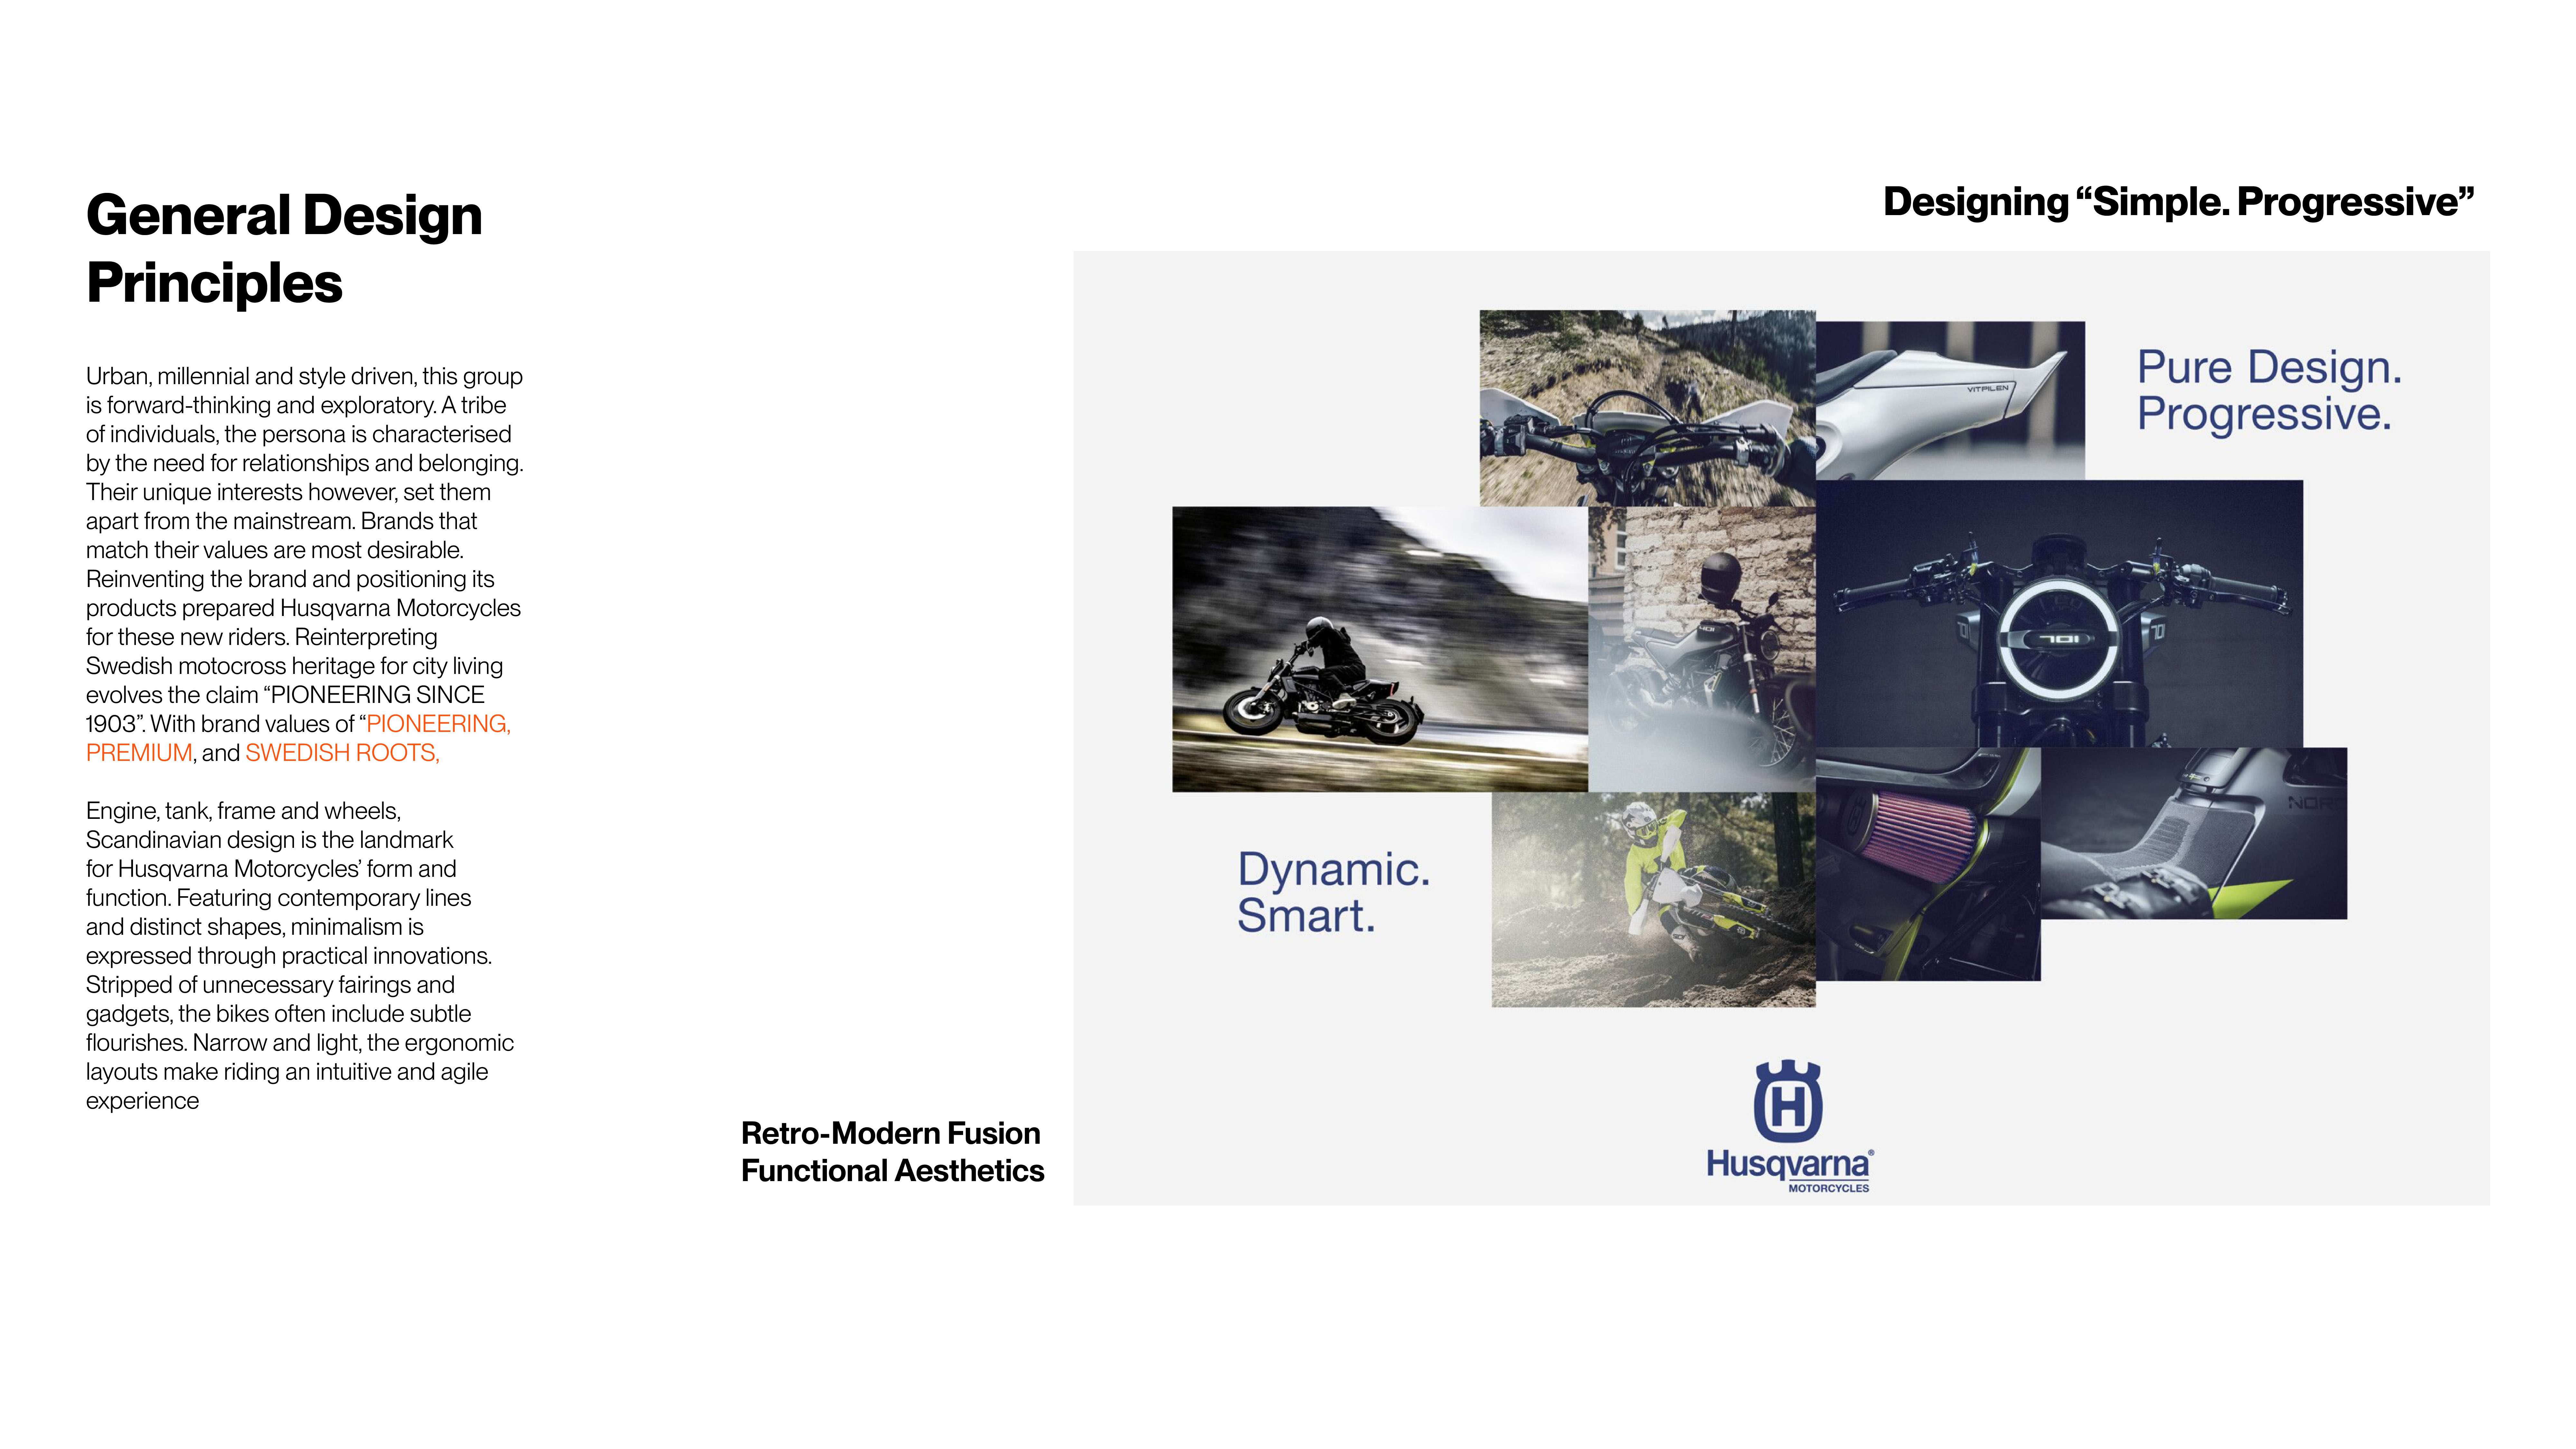 General Design
Principles
Urban, millennial and style driven, this group
is forward-thinking and exploratory. A tribe
of individuals, the persona is characterised
by the need for relationships and belonging.
Their unique interests however, set them
apart from the mainstream. Brands that
match their values are most desirable.
Reinventing the brand and positioning its
products prepared Husqvarna Motorcycles
for these new riders. Reinterpreting
Swedish motocross heritage for city living
evolves the claim “PIONEERING SINCE
1903”. With brand values of “PIONEERING,
PREMIUM, and SWEDISH ROOTS,
Engine, tank, frame and wheels,
Scandinavian design is the landmark
for Husqvarna Motorcycles’ form and
function. Featuring contemporary lines
and distinct shapes, minimalism is
expressed through practical innovations.
Stripped of unnecessary fairings and
gadgets, the bikes often include subtle
flourishes. Narrow and light, the ergonomic
layouts make riding an intuitive and agile
experience
Retro-Modern Fusion
Functional Aesthetics
Designing “Simple. Progressive”
VITPILEN
Pure Design.
Progressive.
401
701
701
NOR
Dynamic.
Smart.
H
Husqvarna®
MOTORCYCLES